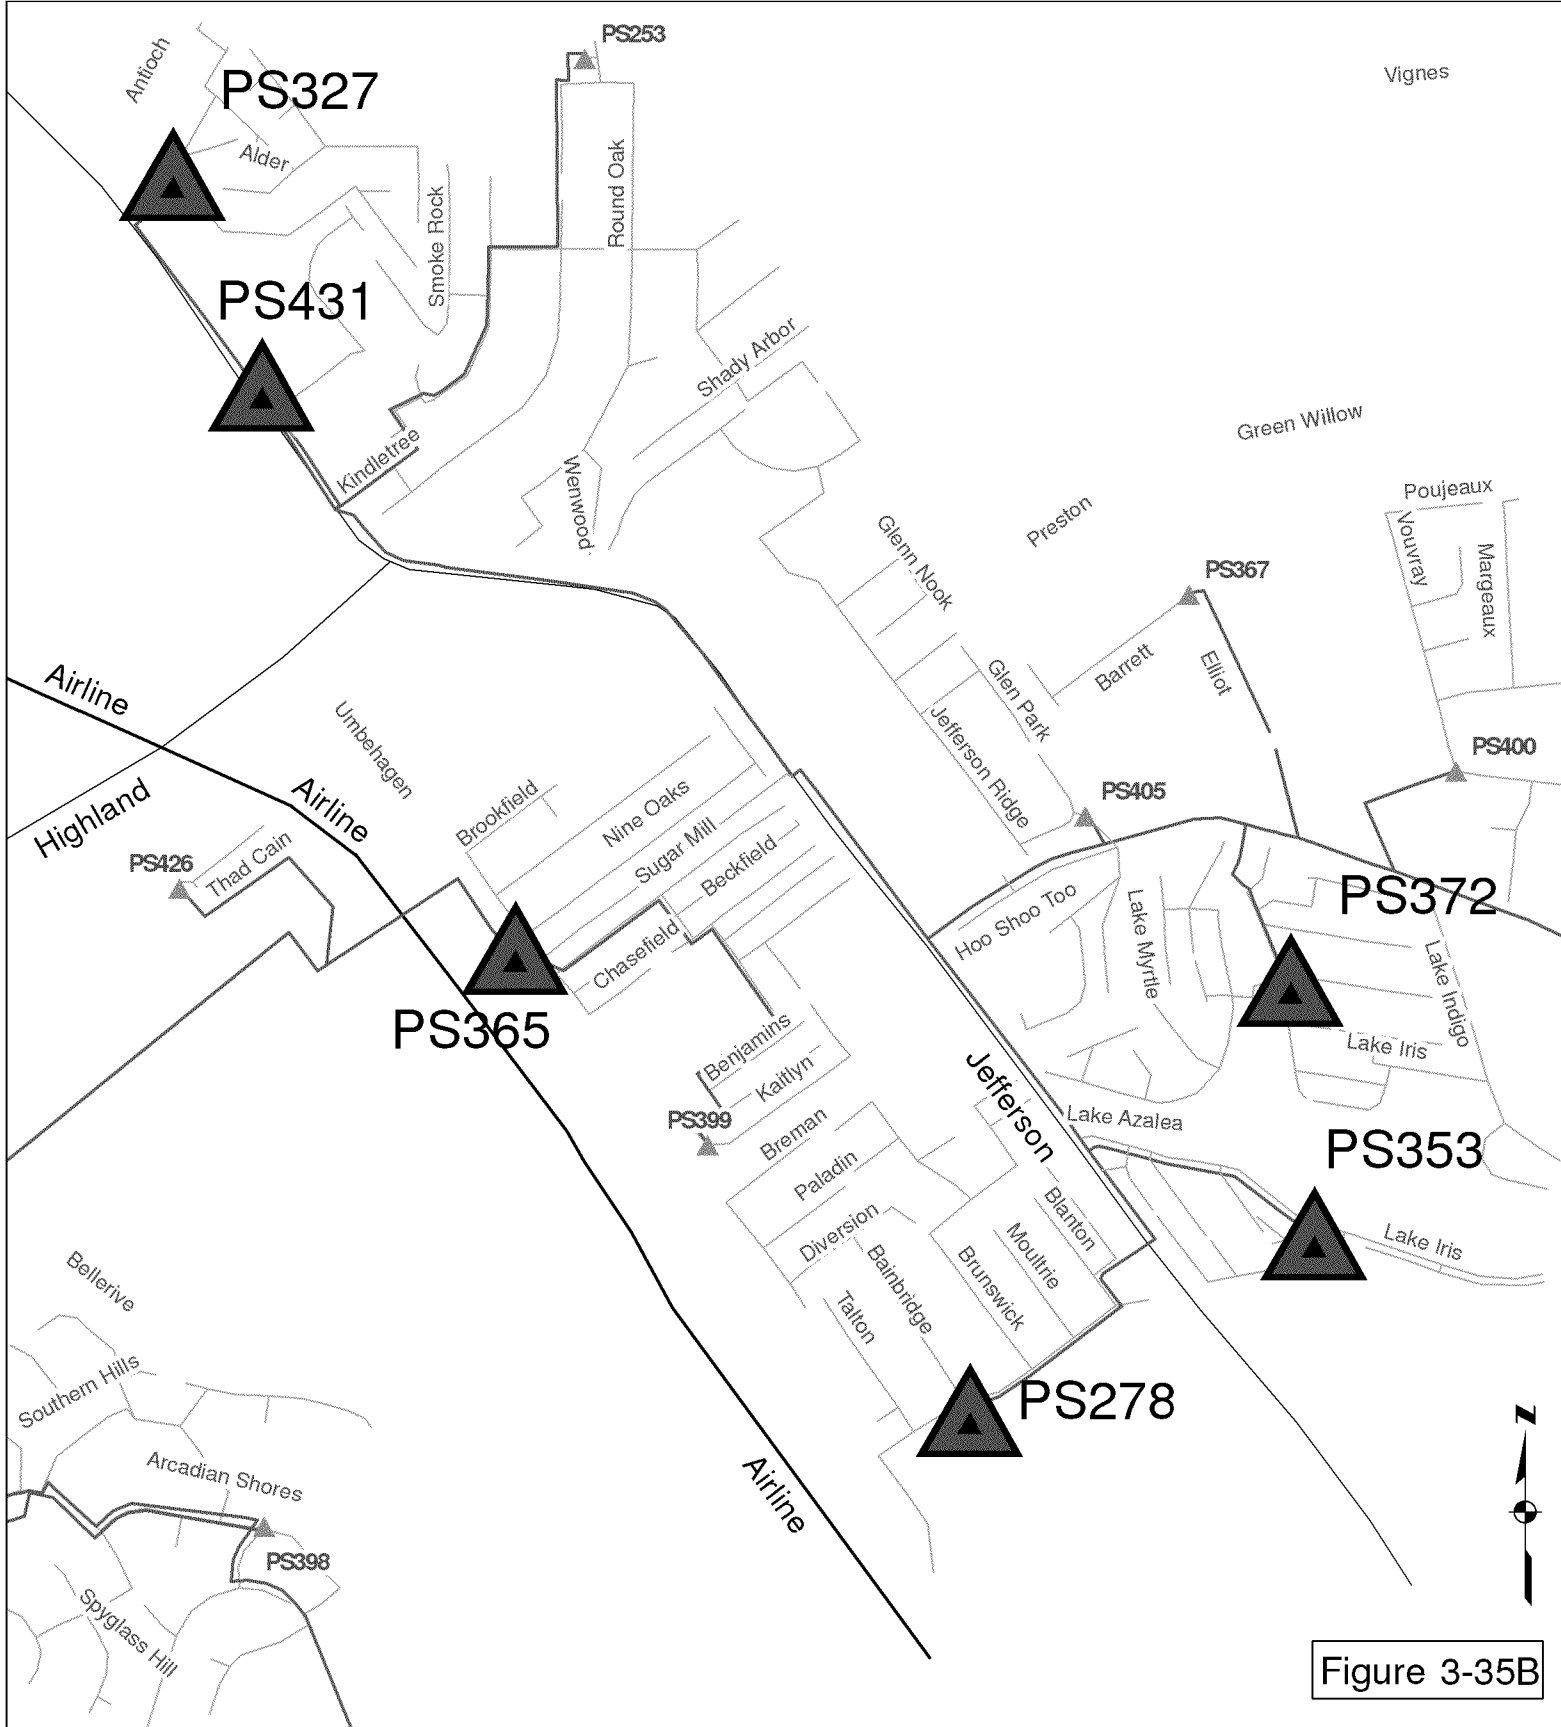 PS253
Antioch
Vignes
PS327
Alder
Round Oak
Smoke Rock
PS431
Shady Arbor
Green Willow
Kindletree
Wenwood
Poujeaux
Vouvray
Margeaux
Glenn Nook
Preston
PS367
Barrett
Elliot
Glen Park
Airline
Umbehagen
Jefferson Ridge
PS400
Highland
Airline
Brookfield
Nine Oaks
PS405
Sugar Mill
Beckfield
PS426
Thad Cain
PS372
Hoo Shoo Too
Lake Myrtle
Chasefield
Lake Indigo
PS365
Benjamins
Kaitlyn
Jefferson
Lake Iris
PS399
Breman
Lake Azalea
PS353
Paladin
Diversion
Blanton
Moultrie
Lake Iris
Bellerive
Bainbridge
Brunswick
Talton
Southern Hills
PS278
Arcadian Shores
Airline
z
PS398
Spyglass Hill
Figure 3-35B